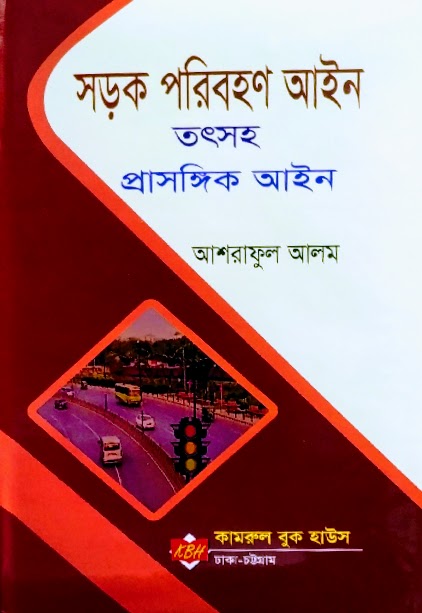 সড়ক পরিবহণ আইন
তৎসহ
প্রাসঙ্গিক আইন
আশরাফুল আলম
KBH
কামরুল বুক হাউস
ঢাকা-চট্টগ্রাম